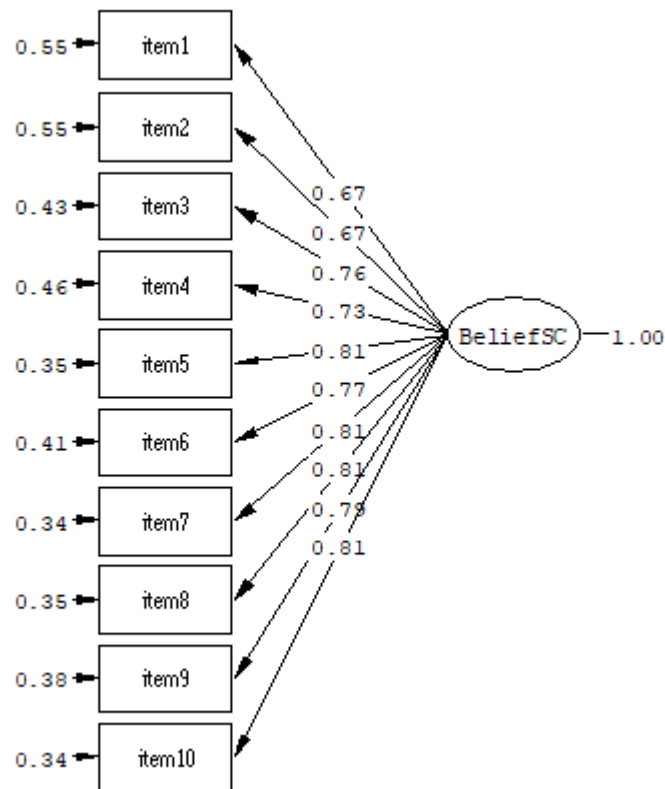 0.55 item1
0.55 item2
0.67
0.43 item3
0.67
0.76
0.46 item4
0.73
BeliefSC 1.00
0.35 item5
0.81
0.77
0.41 item6
0.81
0.81
0.34 item7
0.79
0.81
0.35 item8
0.38 item9
0.34 item10